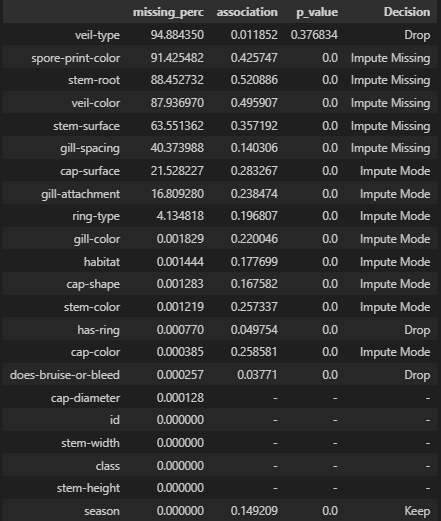 missing_perc association p_value Decision
veil-type 94.884350 0.011852 0.376834 Drop
spore-print-color 91.425482 0.425747 0.0 Impute Missing
stem-root 88.452732 0.520886 0.0 Impute Missing
veil-color 87.936970 0.495907 0.0 Impute Missing
stem-surface 63.551362 0.357192 0.0 Impute Missing
gill-spacing 40.373988 0.140306 0.0 Impute Missing
cap-surface 21.528227 0.283267 0.0 Impute Mode
gill-attachment 16.809280 0.238474 0.0 Impute Mode
ring-type 4.134818 0.196807 0.0 Impute Mode
gill-color 0.001829 0.220046 0.0 Impute Mode
habitat 0.001444 0.177699 0.0 Impute Mode
cap-shape 0.001283 0.167582 0.0 Impute Mode
stem-color 0.001219 0.257337 0.0 Impute Mode
has-ring 0.000770 0.049754 0.0 Drop
cap-color 0.000385 0.258581 0.0 Impute Mode
does-bruise-or-bleed 0.000257 0.03771 0.0 Drop
cap-diameter 0.000128 - - -
id 0.000000 - - -
stem-width 0.000000 - - -
class 0.000000 - - -
stem-height 0.000000 - - -
season 0.000000 0.149209 0.0 Keep